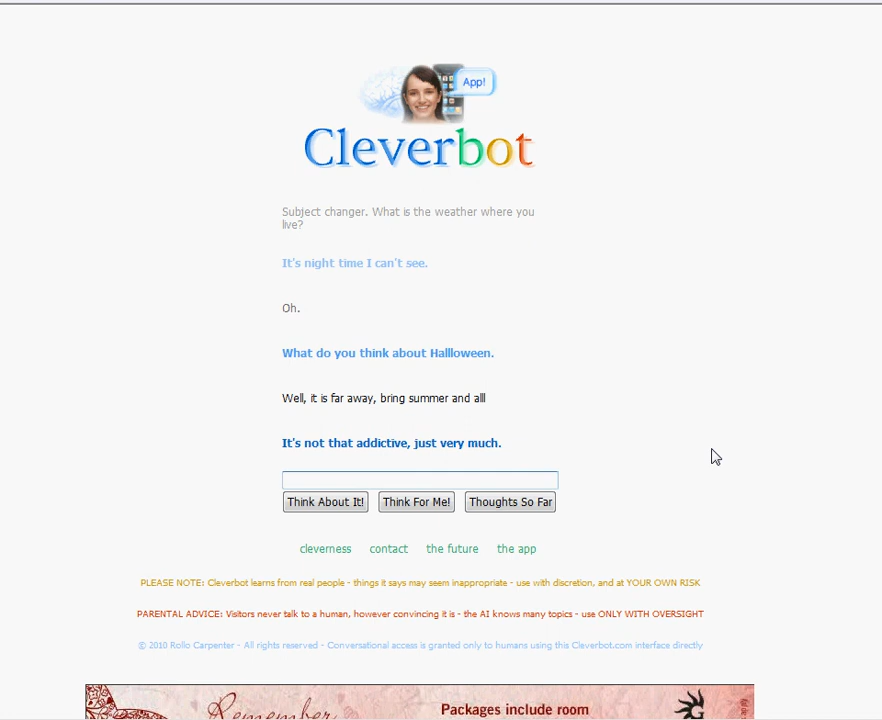 App!
Cleverbot
Subject changer. What is the weather where you
live?
It's night time I can't see.
Oh.
What do you think about Hallloween.
Well, it is far away, bring summer and alll
It's not that addictive, just very much.
Think About It! Think For Me! Thoughts So Far
cleverness contact the future the app
PLEASE NOTE: Cleverbot learns from real people - things it says may seem inappropriate - use with discretion, and at YOUR OWN RISK
PARENTAL ADVICE: Visitors never talk to a human, however convincing it is - the AI knows many topics - use ONLY WITH OVERSIGHT
© 2010 Rollo Carpenter - All rights reserved - Conversational access is granted only to humans using this Cleverbot.com interface directly
Remember
Packages include room